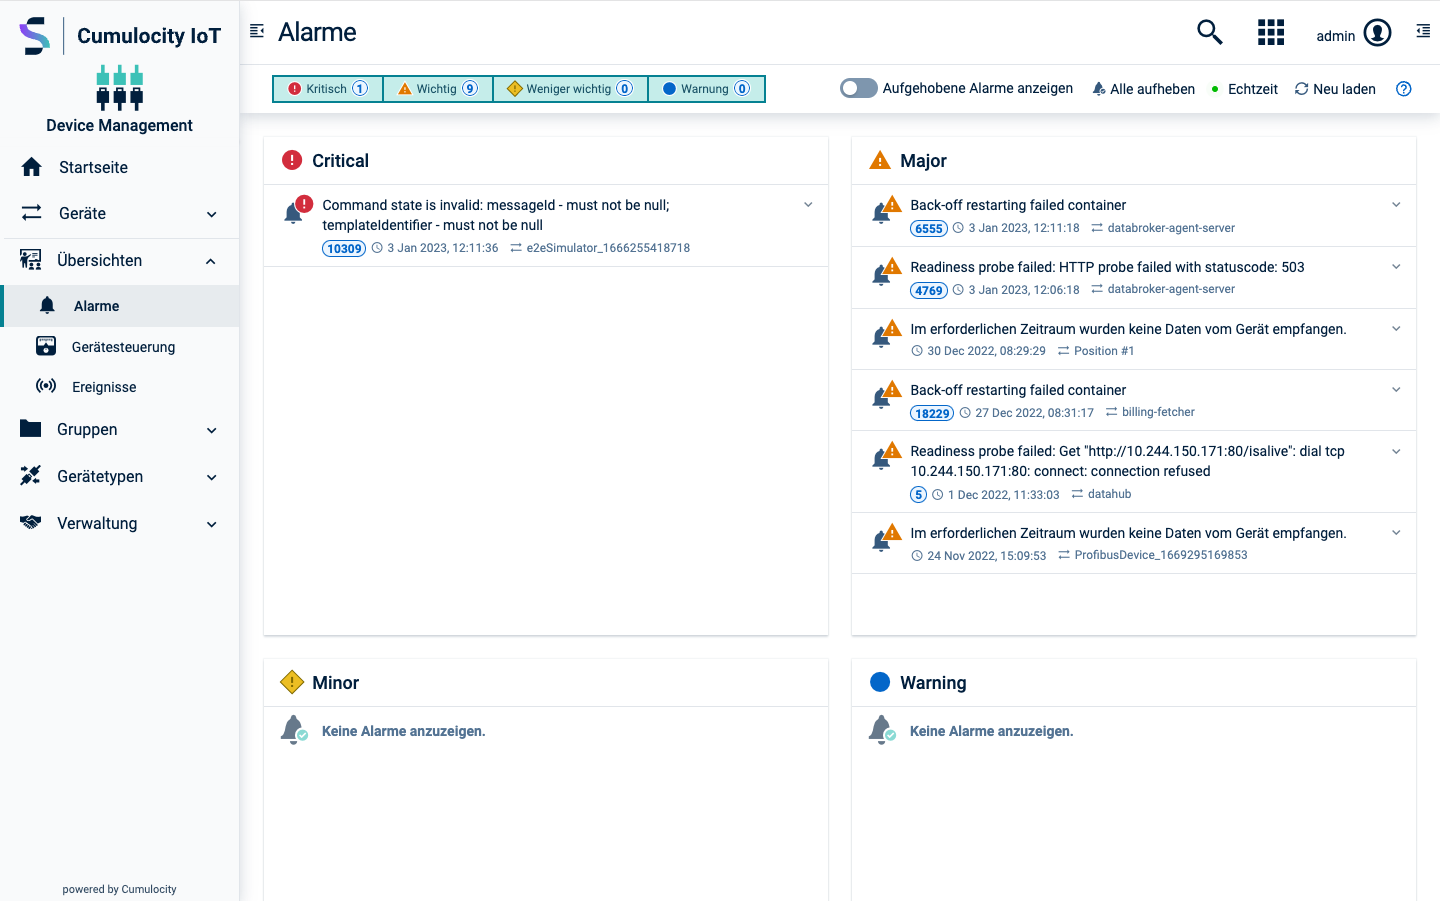 Cumulocity IoT
Device Management
Startseite
Geräte
Übersichten
Alarme
Gerätesteuerung
Ereignisse
Gruppen
Gerätetypen
Verwaltung
powered by Cumulocity
Alarme
admin
Kritisch 1 Wichtig 9 Weniger wichtig 0 Warnung 0
Aufgehobene Alarme anzeigen Alle aufheben Echtzeit Neu laden
Critical
Command state is invalid: messageId - must not be null;
templateIdentifier - must not be null
10309 3 Jan 2023, 12:11:36 e2eSimulator_1666255418718
Major
Back-off restarting failed container
6555 3 Jan 2023, 12:11:18 databroker-agent-server
Readiness probe failed: HTTP probe failed with statuscode: 503
4769 3 Jan 2023, 12:06:18 databroker-agent-server
Im erforderlichen Zeitraum wurden keine Daten vom Gerät empfangen.
30 Dec 2022, 08:29:29 Position #1
Back-off restarting failed container
18229 27 Dec 2022, 08:31:17 billing-fetcher
Readiness probe failed: Get "http://10.244.150.171:80/isalive": dial tcp
10.244.150.171:80: connect: connection refused
5 1 Dec 2022, 11:33:03 datahub
Im erforderlichen Zeitraum wurden keine Daten vom Gerät empfangen.
24 Nov 2022, 15:09:53 ProfibusDevice_1669295169853
Minor
Keine Alarme anzuzeigen.
Warning
Keine Alarme anzuzeigen.